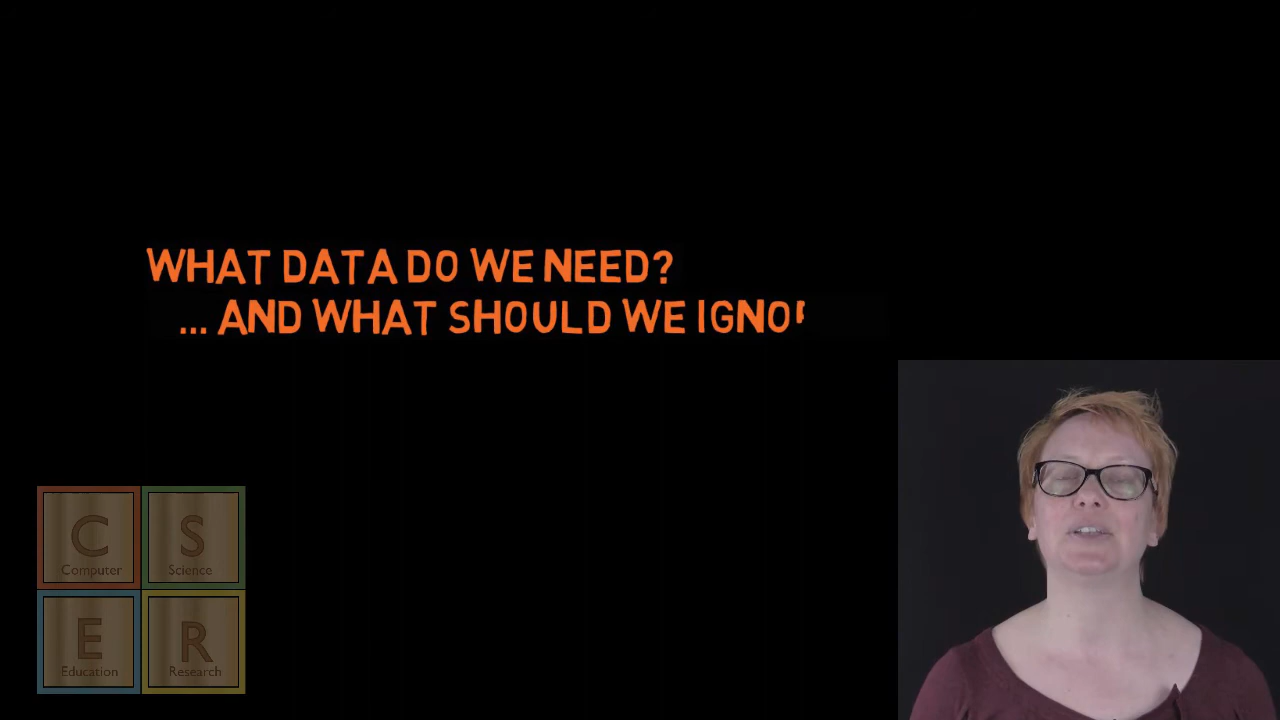 WHAT DATA DO WE NEED?
... AND WHAT SHOULD WE IGNO
C S
Computer Science
E R
Education Research